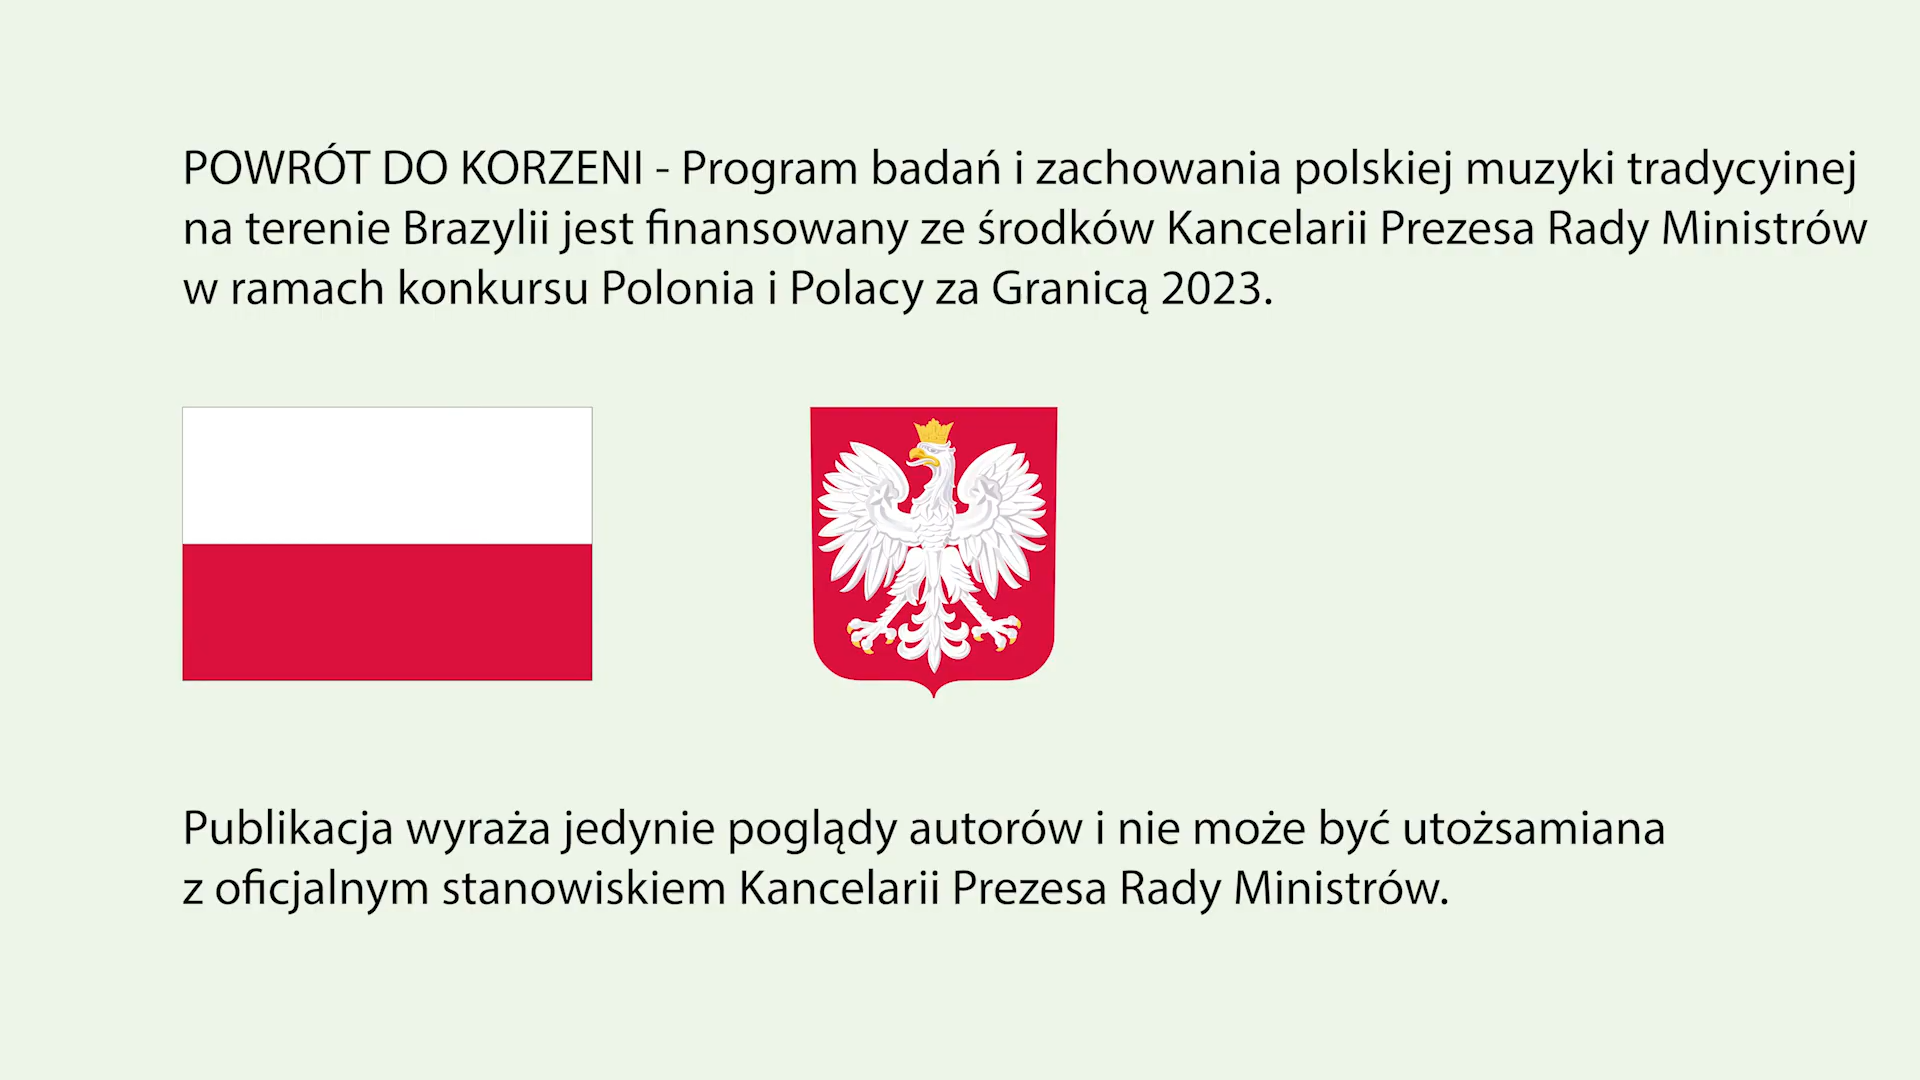 POWRÓT DO KORZENI - Program badań i zachowania polskiej muzyki tradycyinej
na terenie Brazylii jest finansowany ze środków Kancelarii Prezesa Rady Ministrów
w ramach konkursu Polonia i Polacy za Granicą 2023.
Publikacja wyraża jedynie poglądy autorów i nie może być utożsamiana
z oficjalnym stanowiskiem Kancelarii Prezesa Rady Ministrów.